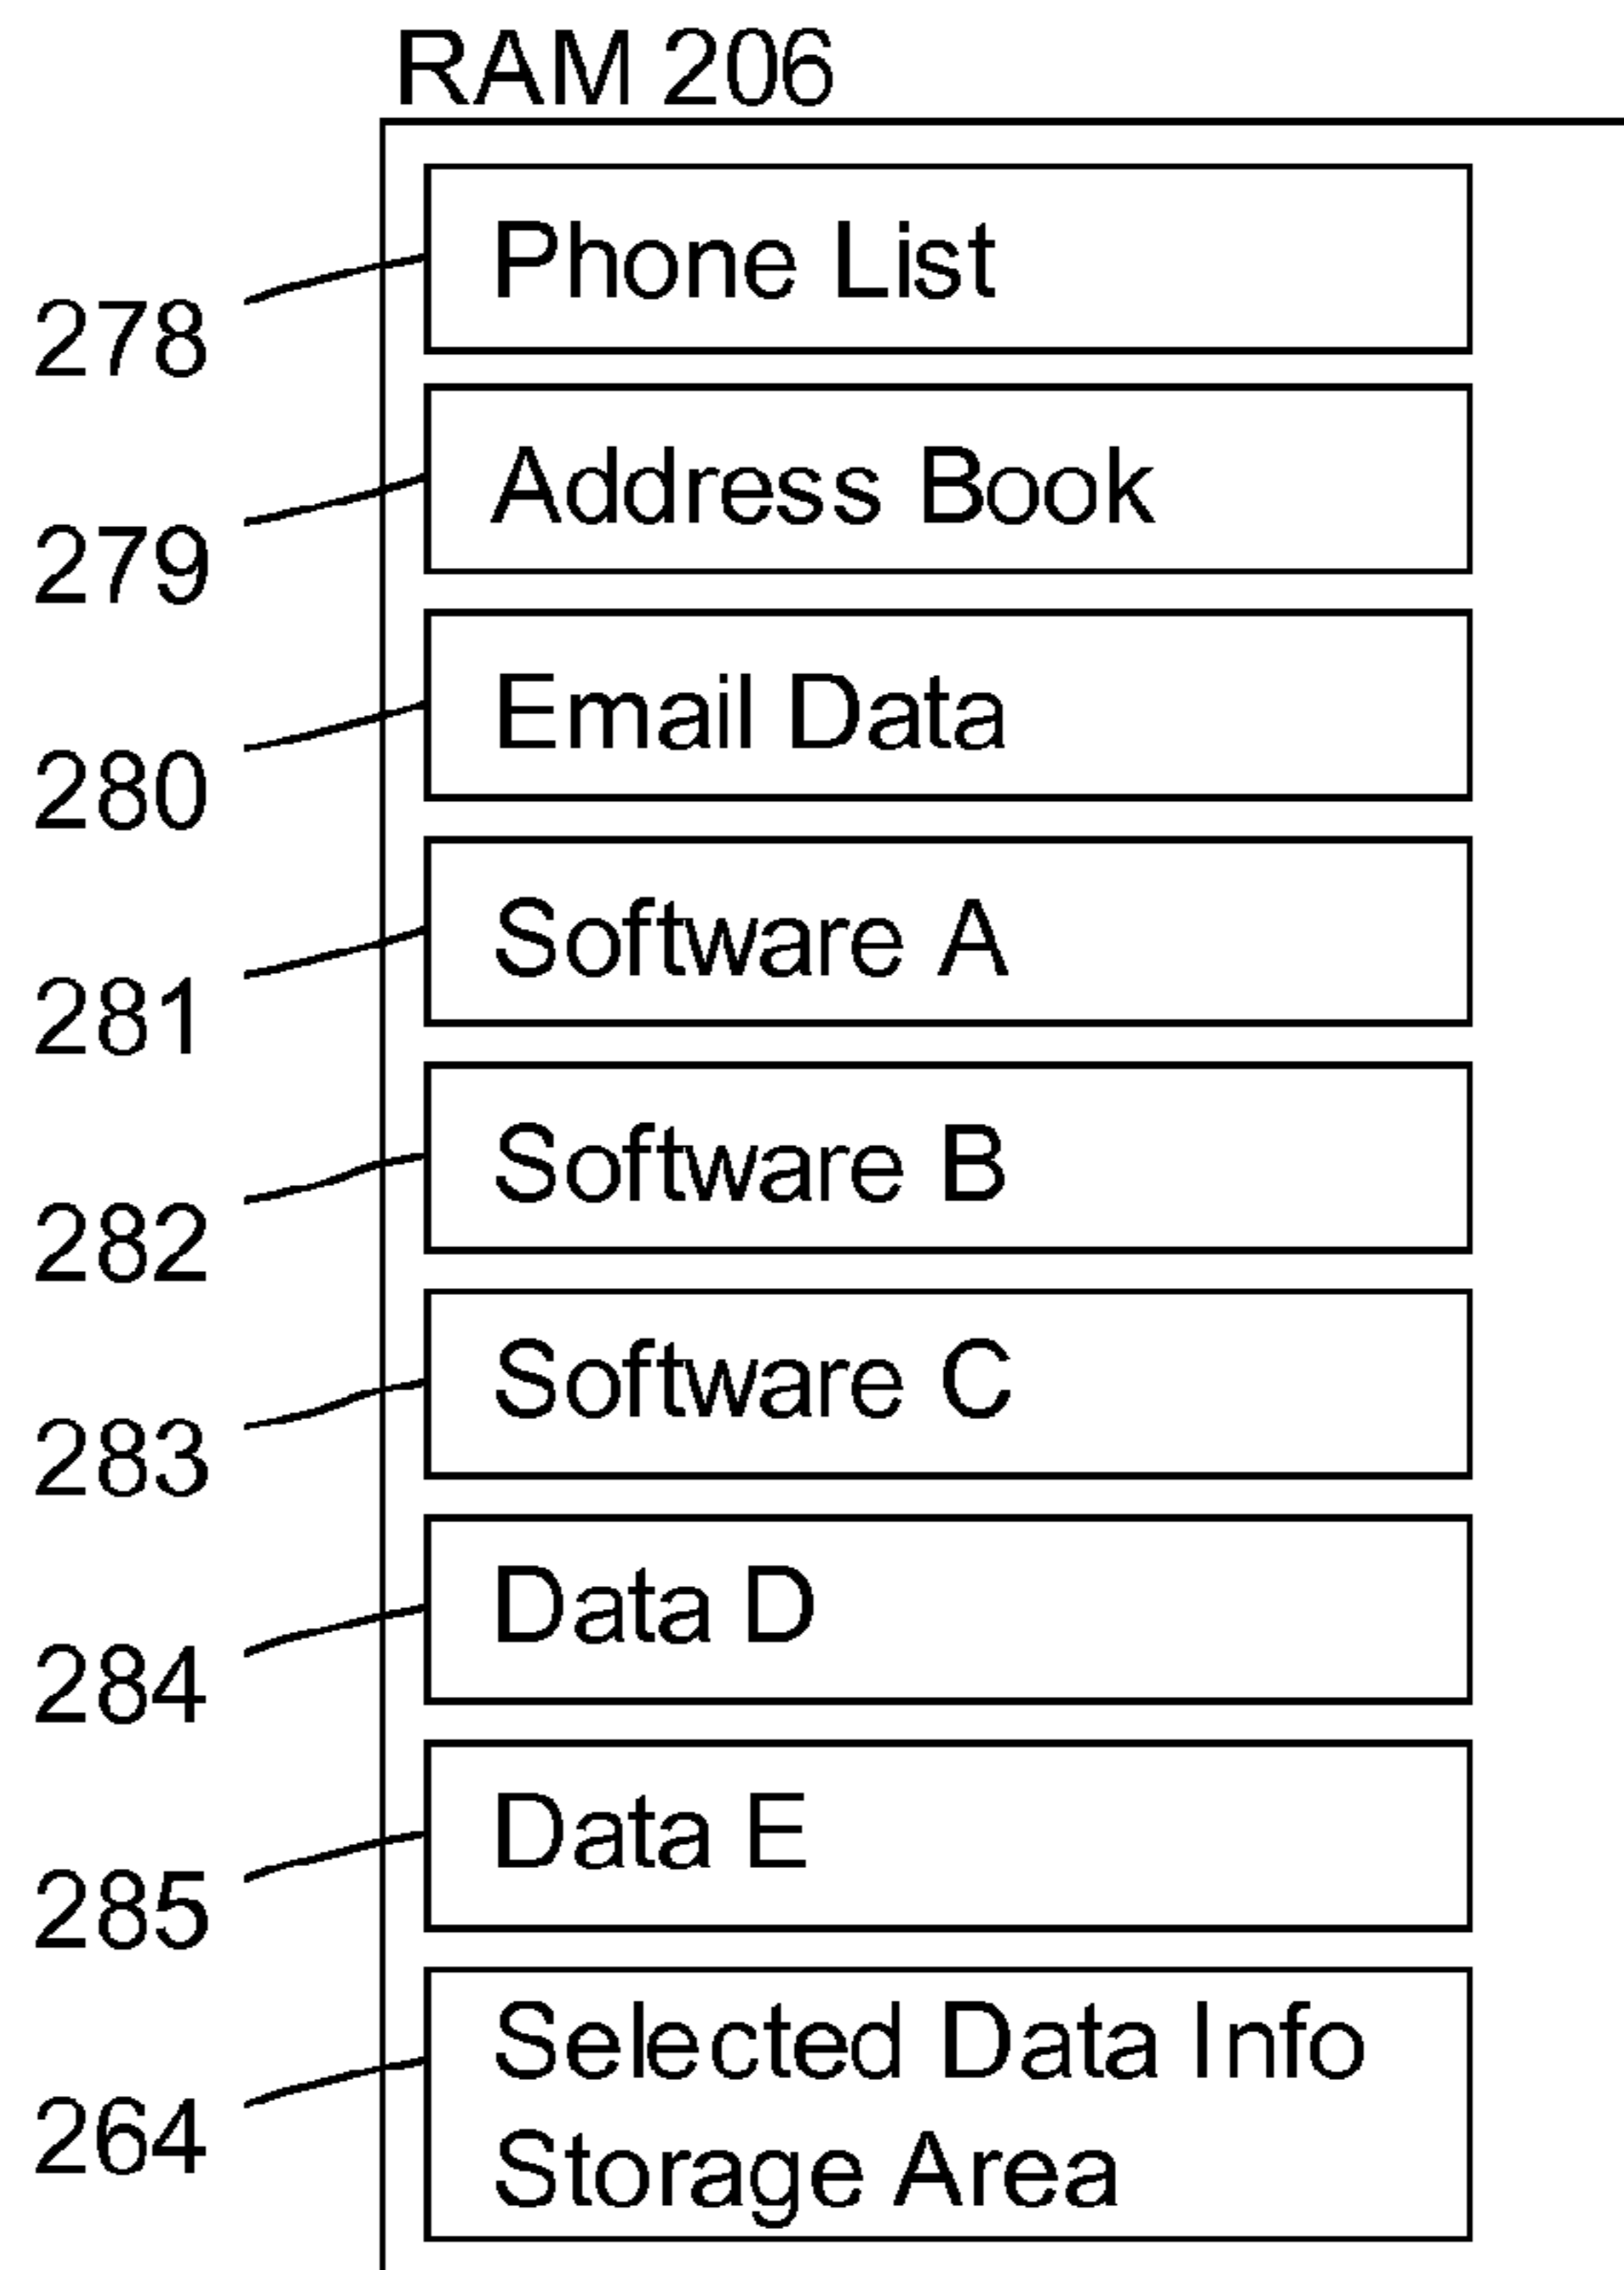 RAM 206
Phone List
278
Address Book
279
Email Data
280
Software A
281
Software B
282
Software C
283
Data D
284
Data E
285
Selected Data Info
Storage Area
264